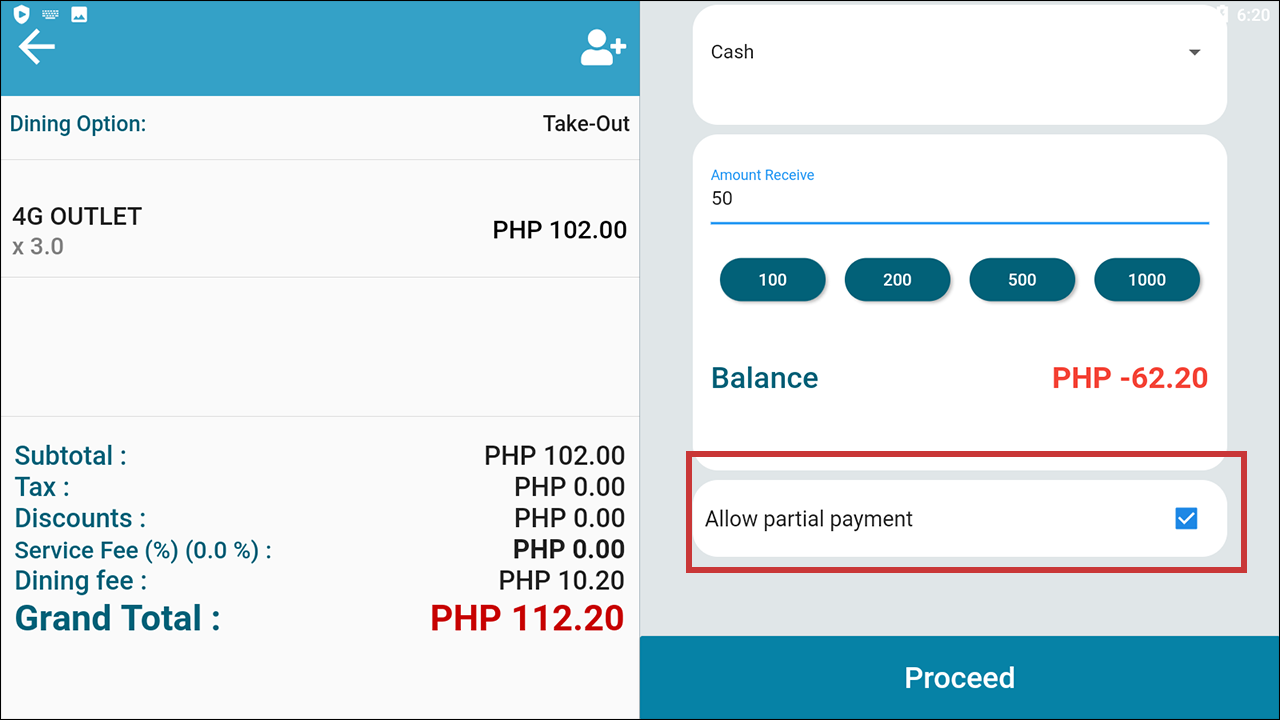 6:20
Dining Option: Take-Out
4G OUTLET PHP 102.00
x 3.0
Subtotal : PHP 102.00
Tax : PHP 0.00
Discounts : PHP 0.00
Service Fee (%) (0.0 %) : PHP 0.00
Dining fee : PHP 10.20
Grand Total : PHP 112.20
Cash
Amount Receive
50
100 200 500 1000
Balance PHP -62.20
Allow partial payment
Proceed